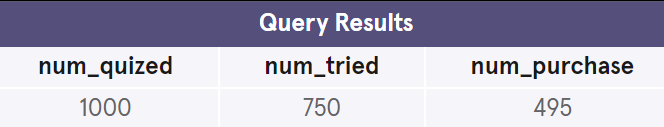 Query Results
num_quized num_tried num_purchase
1000 750 495